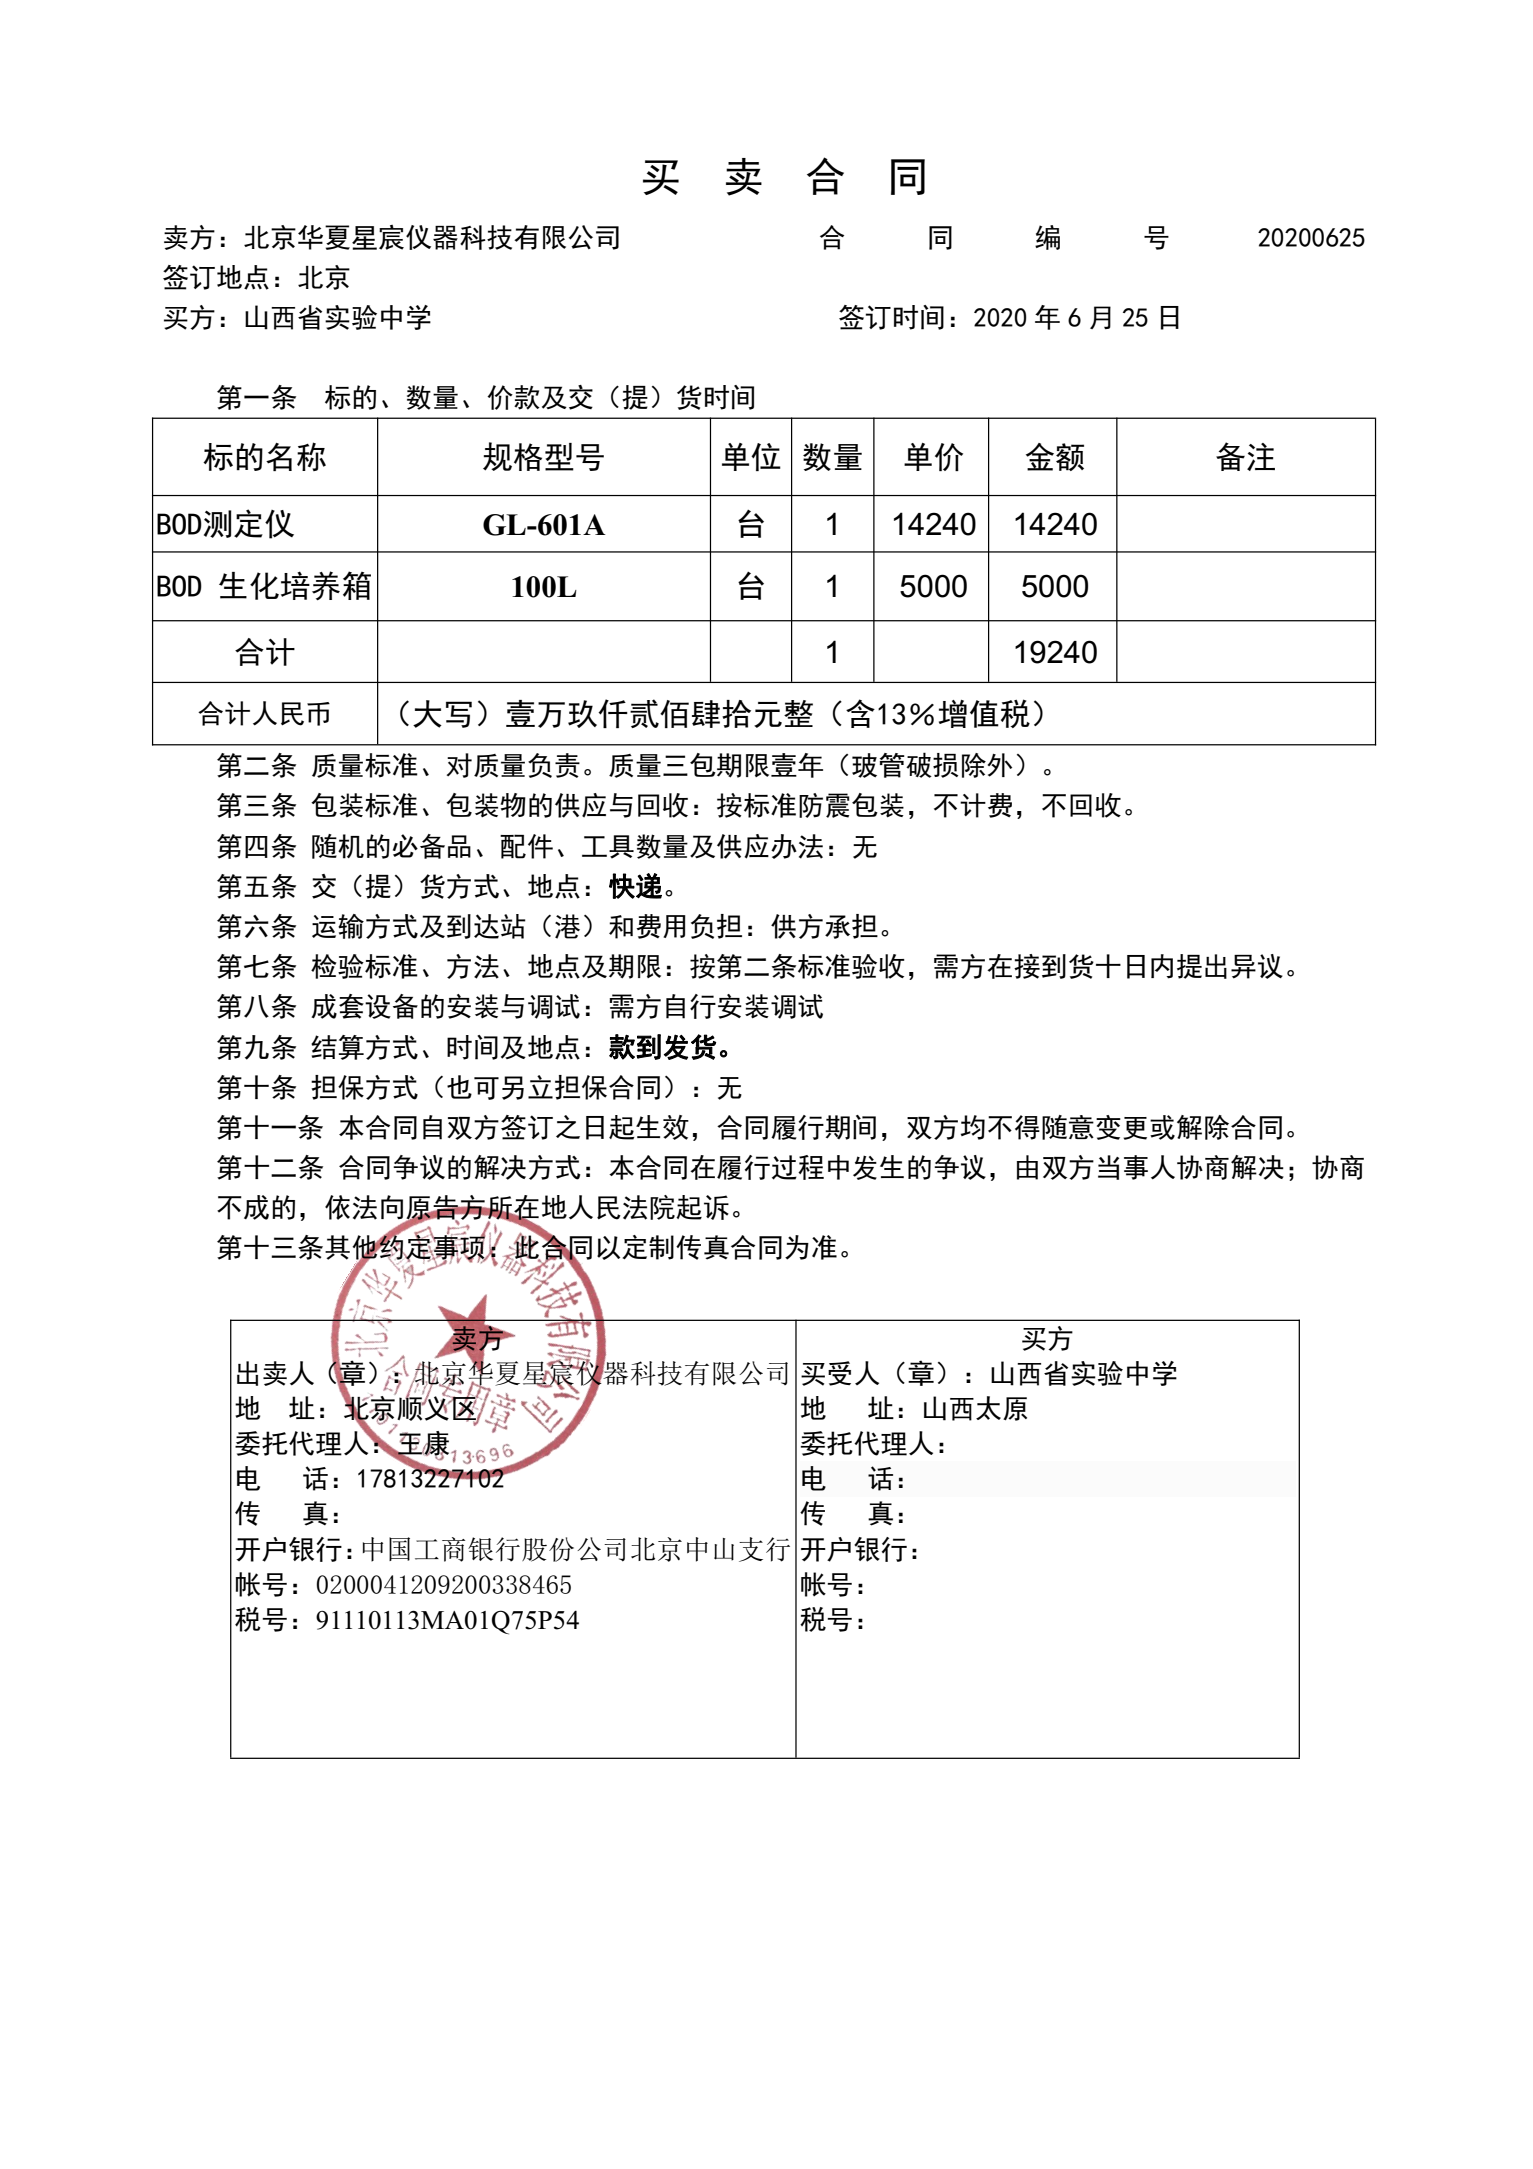 买 卖 合 同
卖方：北京华夏星宸仪器科技有限公司 合 同 编 号 20200625
签订地点：北京
买方：山西省实验中学 签订时间：2020 年 6 月 25 日
第一条 标的、数量、价款及交（提）货时间
标的名称 规格型号 单位 数量 单价 金额 备注
BOD测定仪 GL-601A 台 1 14240 14240
BOD 生化培养箱 100L 台 1 5000 5000
合计 1 19240
合计人民币 （大写）壹万玖仟贰佰肆拾元整（含13%增值税）
第二条 质量标准、对质量负责。质量三包期限壹年（玻管破损除外）。
第三条 包装标准、包装物的供应与回收：按标准防震包装，不计费，不回收。
第四条 随机的必备品、配件、工具数量及供应办法：无
第五条 交（提）货方式、地点：快递。
第六条 运输方式及到达站（港）和费用负担：供方承担。
第七条 检验标准、方法、地点及期限：按第二条标准验收，需方在接到货十日内提出异议。
第八条 成套设备的安装与调试：需方自行安装调试
第九条 结算方式、时间及地点：款到发货。
第十条 担保方式（也可另立担保合同）：无
第十一条 本合同自双方签订之日起生效，合同履行期间，双方均不得随意变更或解除合同。
第十二条 合同争议的解决方式：本合同在履行过程中发生的争议，由双方当事人协商解决；协商
不成的，依法向原告方所在地人民法院起诉。
第十三条其他约定事项：此合同以定制传真合同为准。
卖方
出卖人（章）：北京华夏星宸仪器科技有限公司
地 址：北京顺义区
委托代理人：王康
电 话：17813227102
传 真：
开户银行：中国工商银行股份公司北京中山支行
帐号：0200041209200338465
税号：91110113MA01Q75P54
买方
买受人（章）：山西省实验中学
地 址：山西太原
委托代理人：
电 话：
传 真：
开户银行：
帐号：
税号：
北京华夏星宸仪器科技有限公司
合同专用章